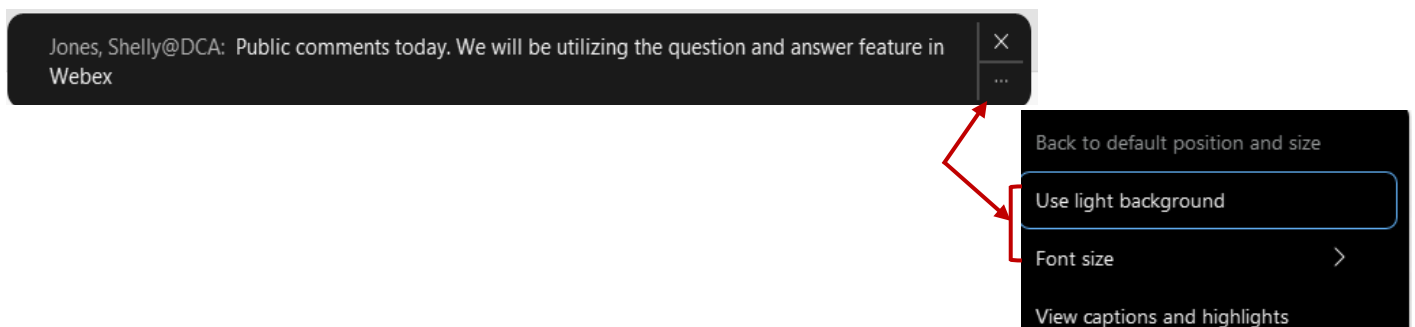 Jones, Shelly@DCA: Public comments today. We will be utilizing the question and answer feature in
Webex
...
Back to default position and size
Use light background
Font size
View captions and highlights